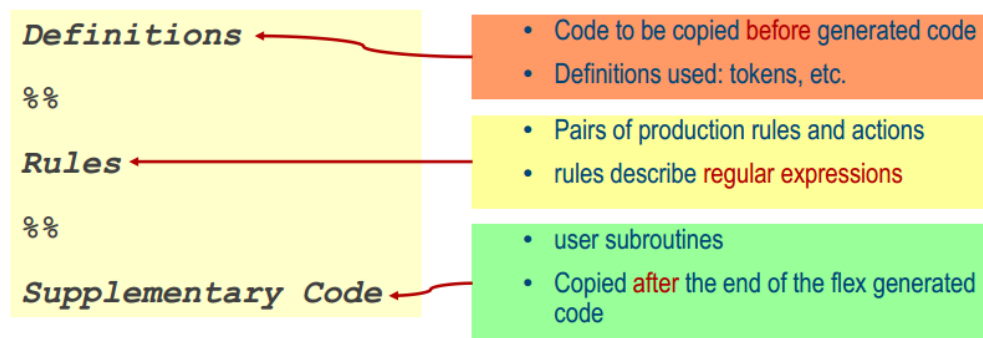 Definitions
%%
Rules
%%
Supplementary Code
• Code to be copied before generated code
• Definitions used: tokens, etc.
• Pairs of production rules and actions
• rules describe regular expressions
• user subroutines
• Copied after the end of the flex generated
code